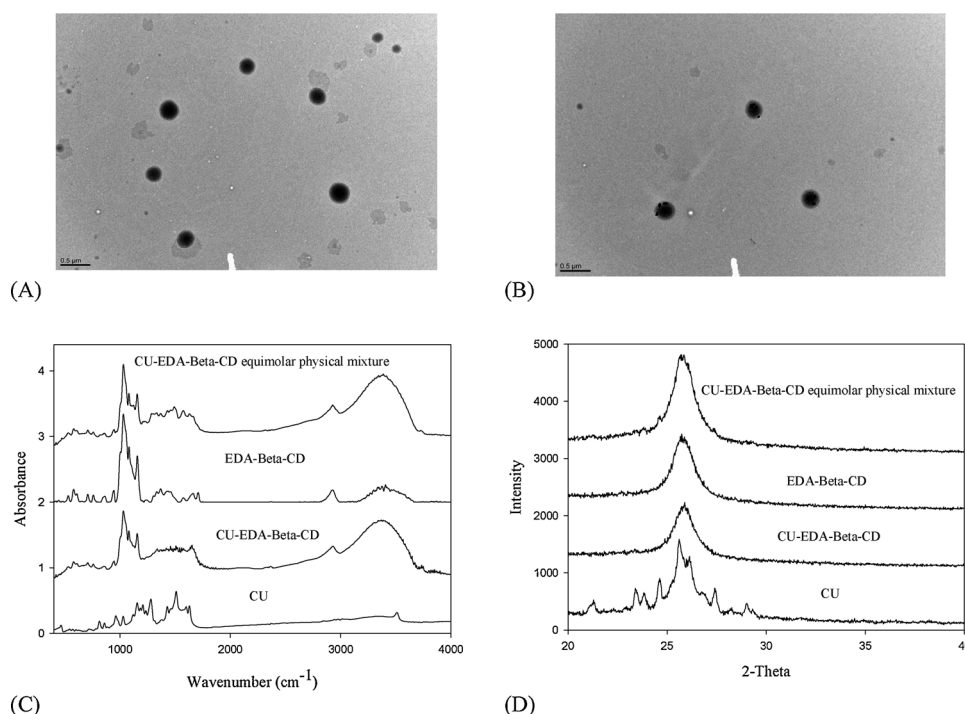 0.5 µm
0.5 µm
(A)
(B)
CU-EDA-Beta-CD equimolar physical mixture
EDA-Beta-CD
CU-EDA-Beta-CD
CU
Absorbance
4
3
2
1
0
1000 2000 3000 4000
Wavenumber (cm-1)
(C)
5000
4000
3000
2000
1000
0
CU-EDA-Beta-CD equimolar physical mixture
EDA-Beta-CD
CU-EDA-Beta-CD
CU
Intensity
20 25 30 35 40
2-Theta
(D)